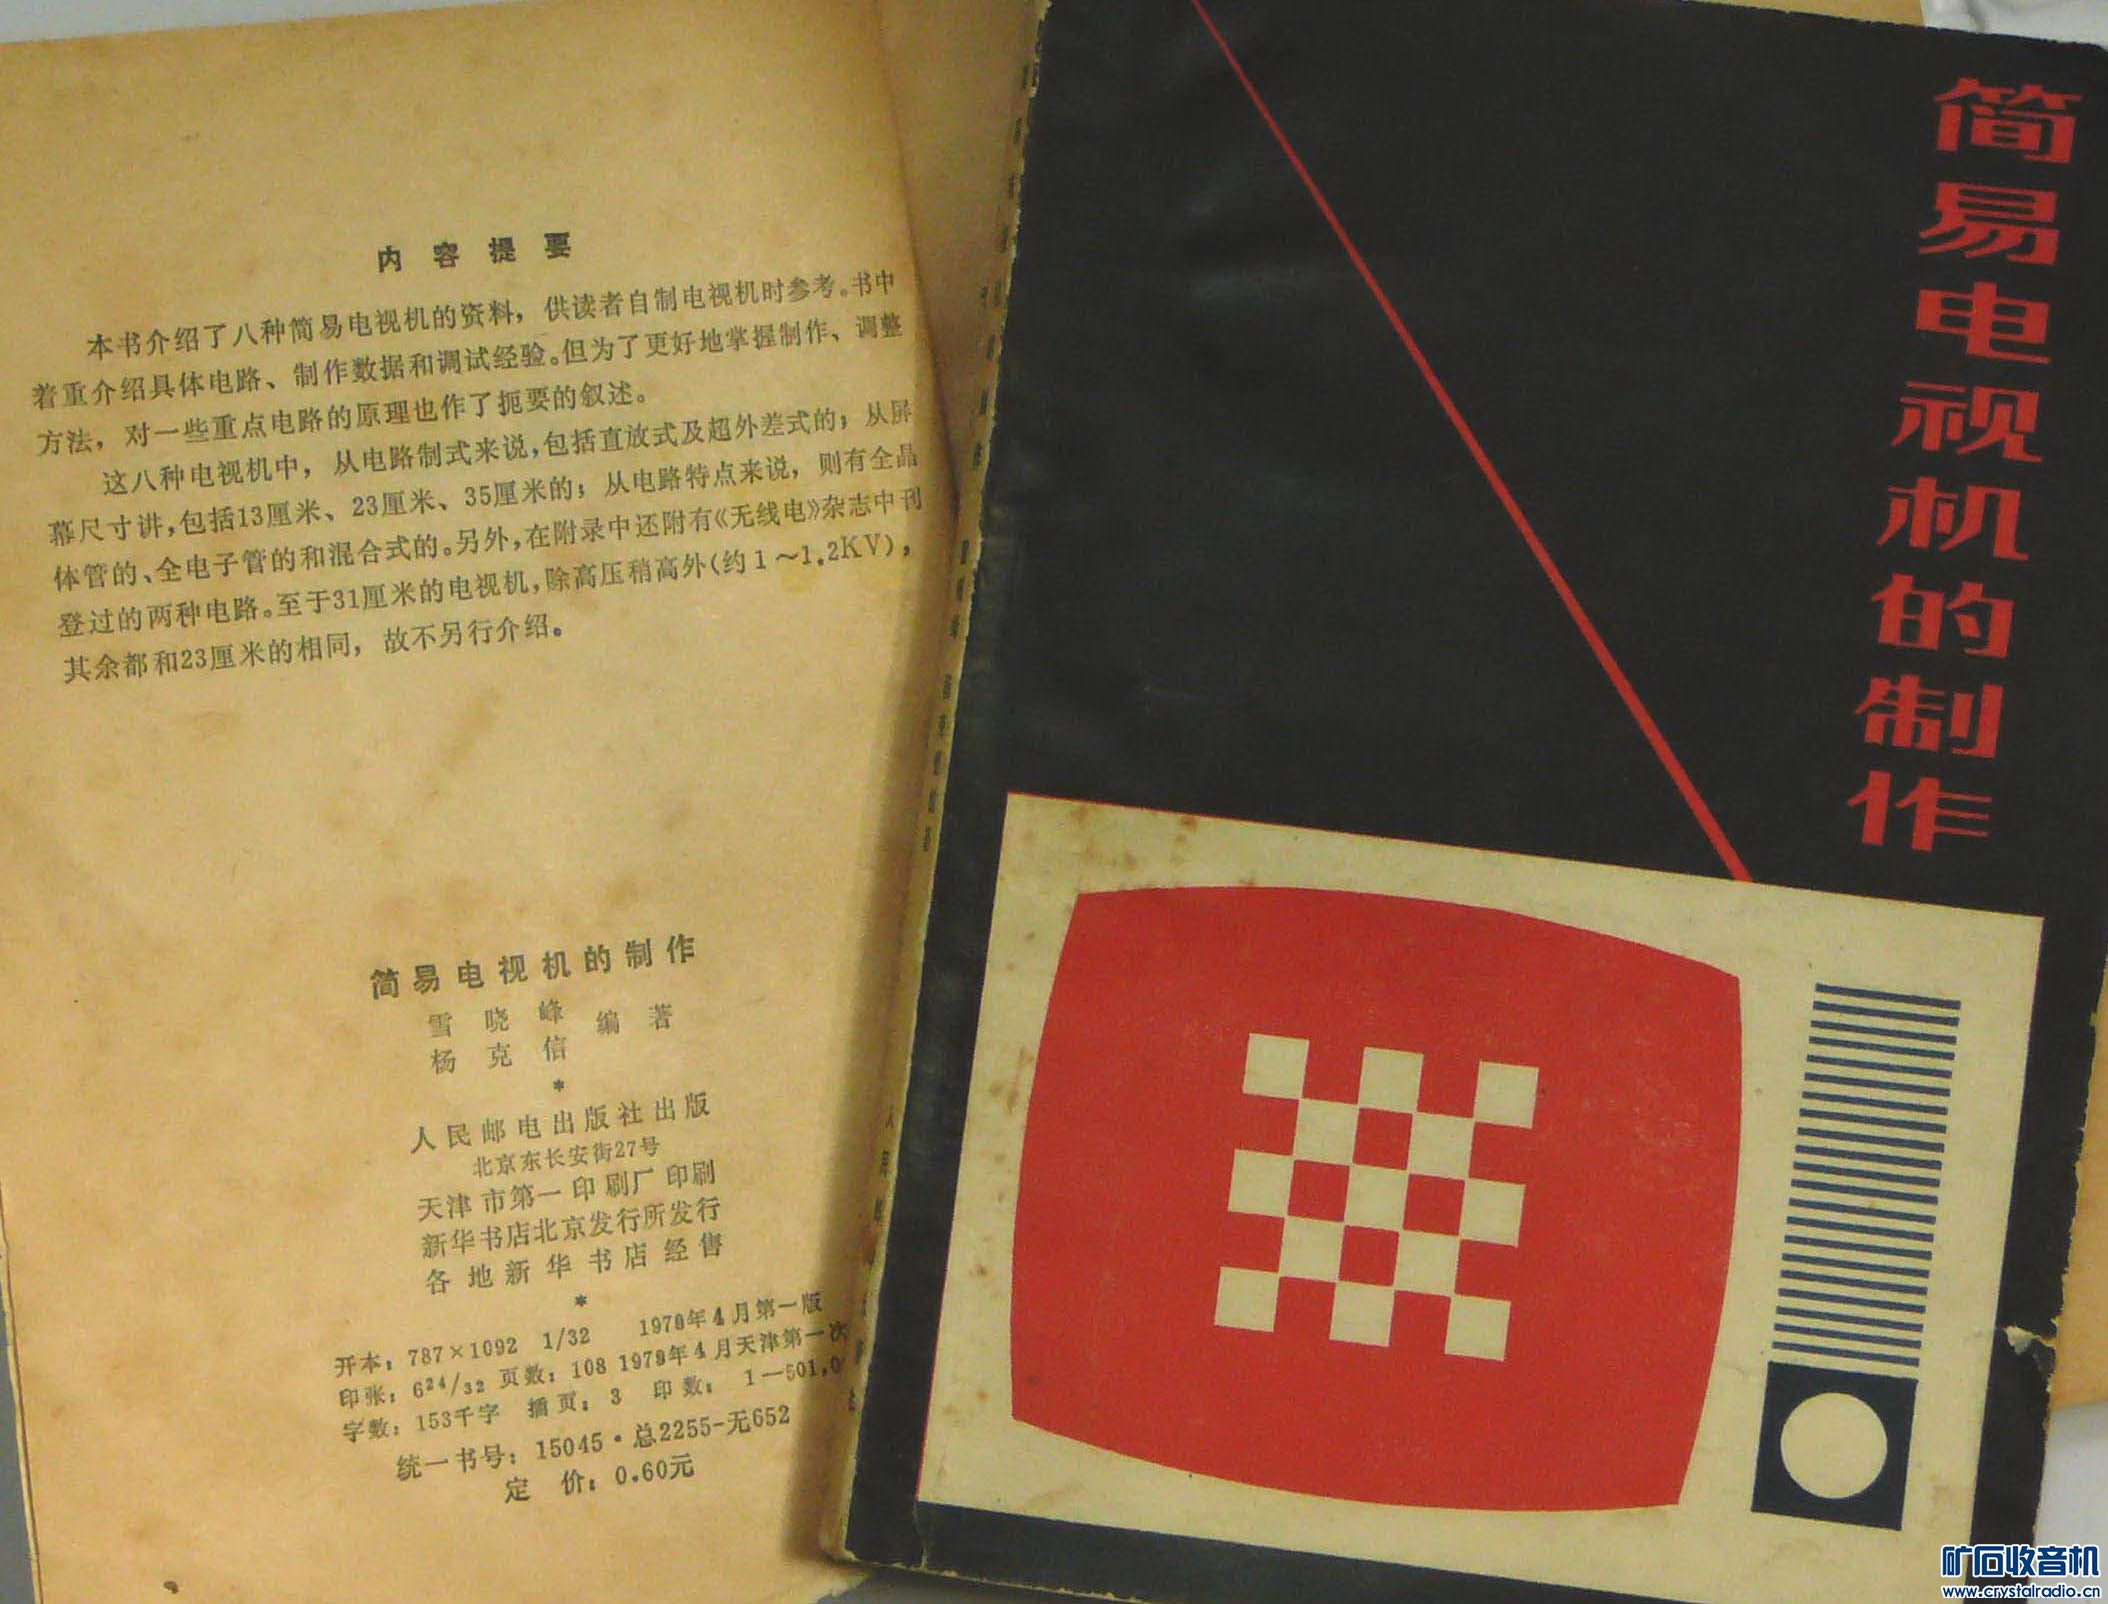 内容提要
本书介绍了八种简易电视机的资料，供读者自制电视机时参考。书中
着重介绍具体电路、制作数据和调试经验。但为了更好地掌握制作、调整
方法，对一些重点电路的原理也作了扼要的叙述。
这八种电视机中，从电路制式来说，包括直放式及超外差式的；从屏
幕尺寸讲，包括13厘米、23厘米、35厘米的；从电路特点来说，则有全晶
体管的、全电子管的和混合式的。另外，在附录中还附有《无线电》杂志中刊
登过的两种电路。至于31厘米的电视机，除高压稍高外（约1～1.2KV），
其余都和23厘米的相同，故不另行介绍。
简易电视机的制作
雪晓峰
杨克信
编著
*
人民邮电出版社出版
北京东长安街27号
天津市第一印刷厂印刷
新华书店北京发行所发行
各地新华书店经售
*
开本：787×1092 1/32 1979年4月第一版
印张：6 24/32 页数：108 1979年4月天津第一次
字数：153千字 插页：3 印数：1—501,0
统一书号：15045·总2255-无652
定价：0.60元
简易电视机的制作
矿石收音机
www.crystalradio.cn